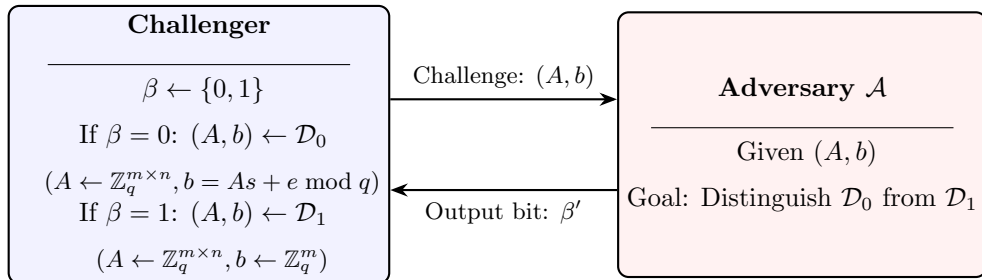 Challenger
β ← {0, 1}
If β = 0: (A, b) ← 𝒟₀
(A ← ℤ_q^{m×n}, b = As + e mod q)
If β = 1: (A, b) ← 𝒟₁
(A ← ℤ_q^{m×n}, b ← ℤ_q^m)
Challenge: (A, b)
Output bit: β′
Adversary 𝒜
Given (A, b)
Goal: Distinguish 𝒟₀ from 𝒟₁